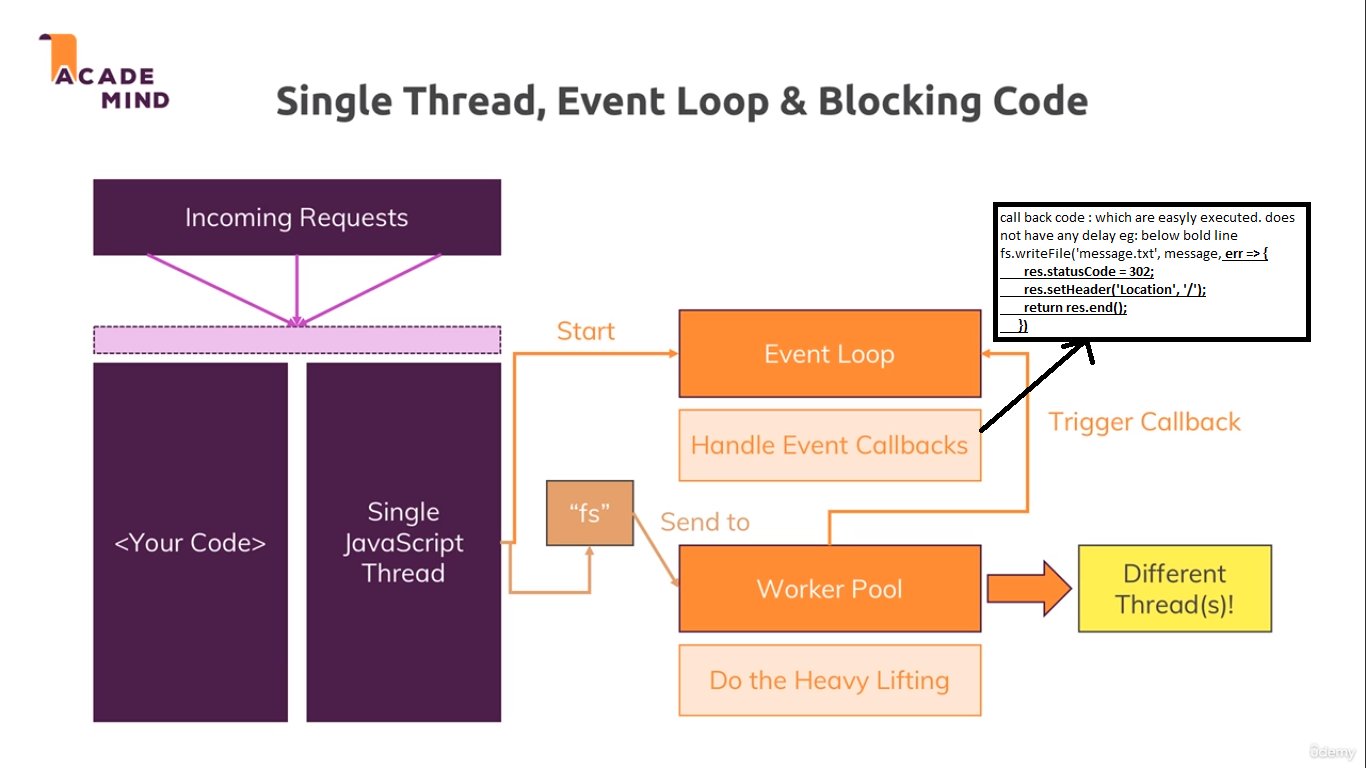 ACADE
MIND
Single Thread, Event Loop & Blocking Code
Incoming Requests
call back code : which are easyly executed. does
not have any delay eg: below bold line
fs.writeFile('message.txt', message, err => {
res.statusCode = 302;
res.setHeader('Location', '/');
return res.end();
})
Start
Event Loop
Handle Event Callbacks
Trigger Callback
<Your Code>
Single
JavaScript
Thread
“fs”
Send to
Worker Pool
Different
Thread(s)!
Do the Heavy Lifting
ûdemy